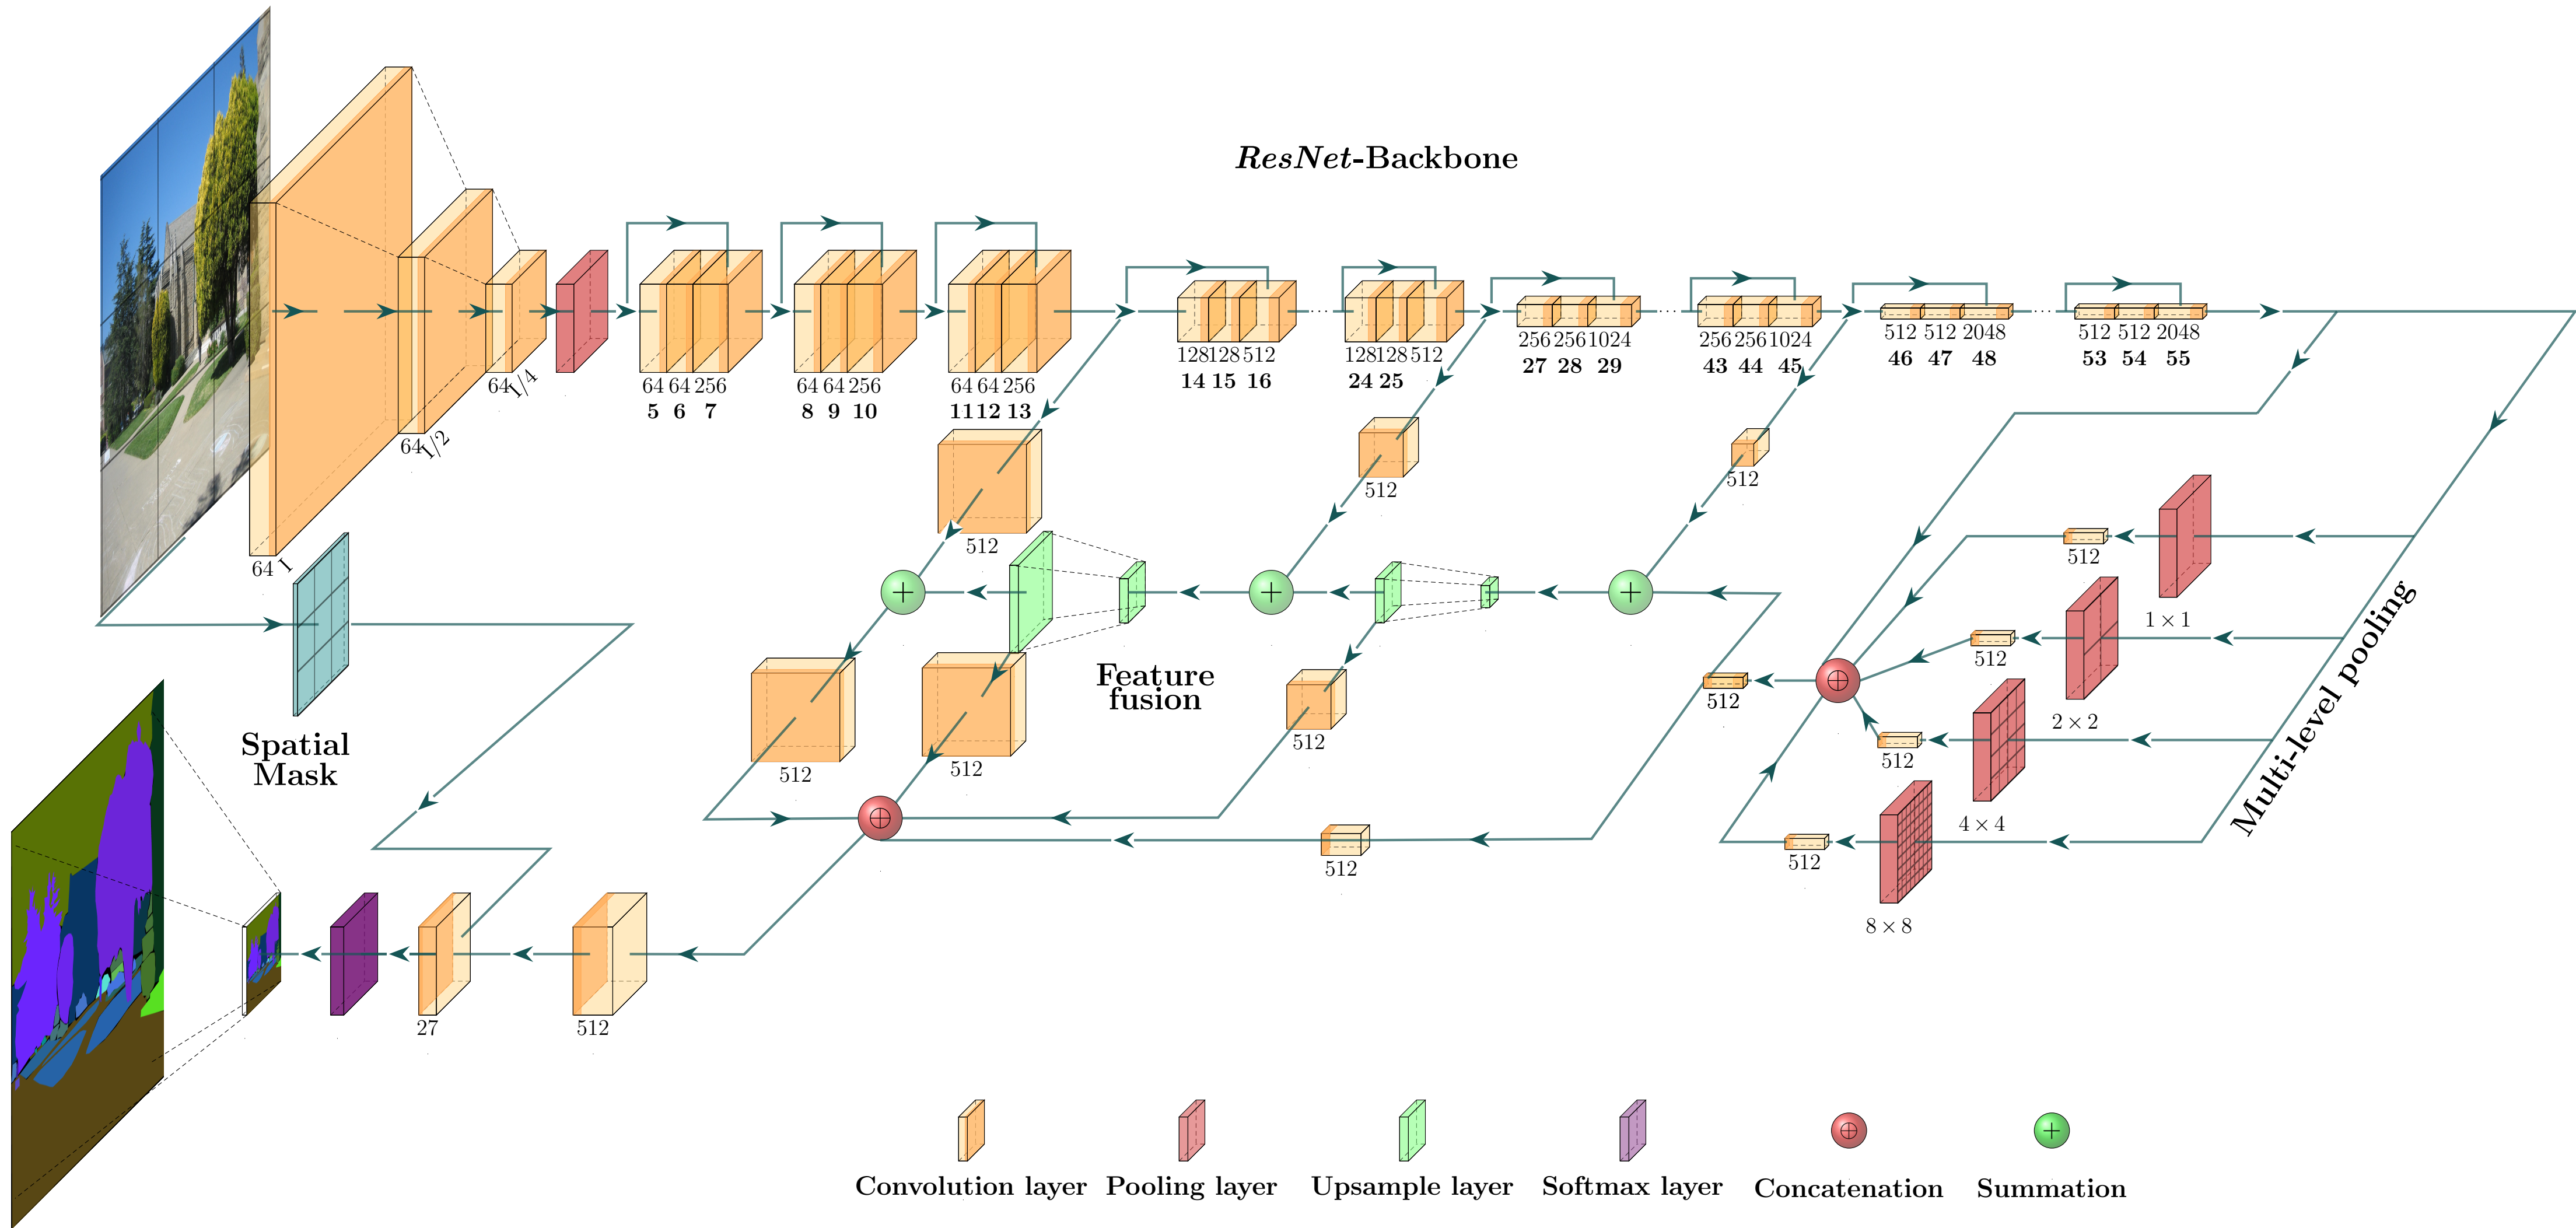 ResNet-Backbone
64 I
64 I/2
64 I/4
64 64 256
5 6 7
64 64 256
8 9 10
64 64 256
11 12 13
128 128 512
14 15 16
...
128 128 512
24 25
256 256 1024
27 28 29
...
256 256 1024
43 44 45
512 512 2048
46 47 48
...
512 512 2048
53 54 55
512
512
512
+
+
+
512
1 × 1
512
2 × 2
512
4 × 4
512
8 × 8
Multi-level pooling
⊕
512
Feature
fusion
512
512
512
⊕
512
Spatial
Mask
27
512
Convolution layer
Pooling layer
Upsample layer
Softmax layer
⊕
Concatenation
+
Summation